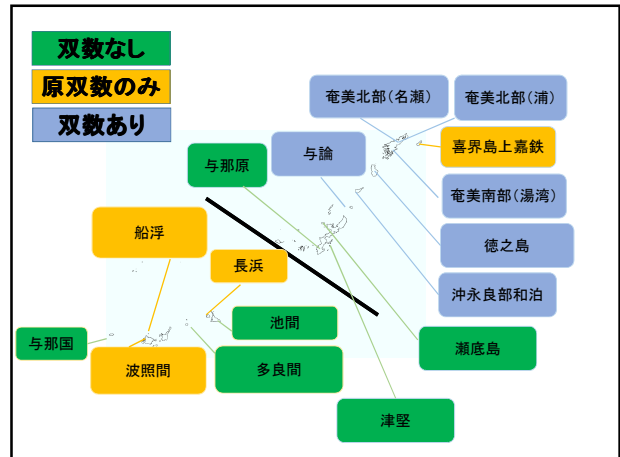 双数なし
原双数のみ
双数あり
奄美北部(名瀬)
奄美北部(浦)
与那原
与論
喜界島上嘉鉄
奄美南部(湯湾)
船浮
徳之島
長浜
沖永良部和泊
池間
与那国
瀬底島
波照間
多良間
津堅